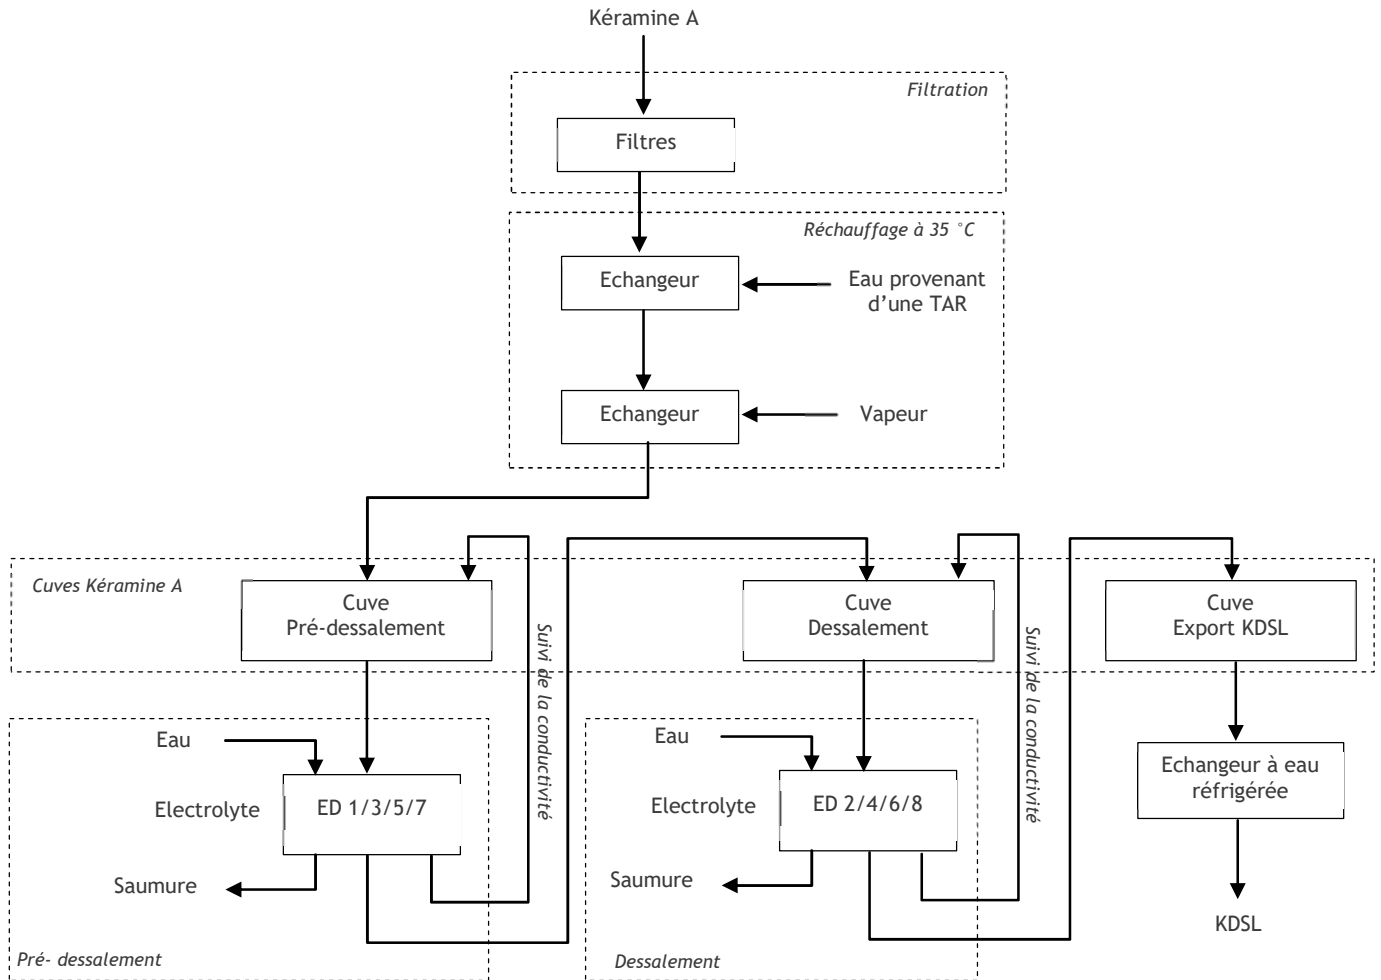 Kéramine A
Filtration
Filtres
Réchauffage à 35 °C
Echangeur
Eau provenant
d’une TAR
Echangeur
Vapeur
Cuves Kéramine A
Cuve
Pré-dessalement
Cuve
Dessalement
Cuve
Export KDSL
Suivi de la conductivité
Suivi de la conductivité
Eau
Electrolyte
ED 1/3/5/7
Saumure
Pré- dessalement
Eau
Electrolyte
ED 2/4/6/8
Saumure
Dessalement
Echangeur à eau
réfrigérée
KDSL